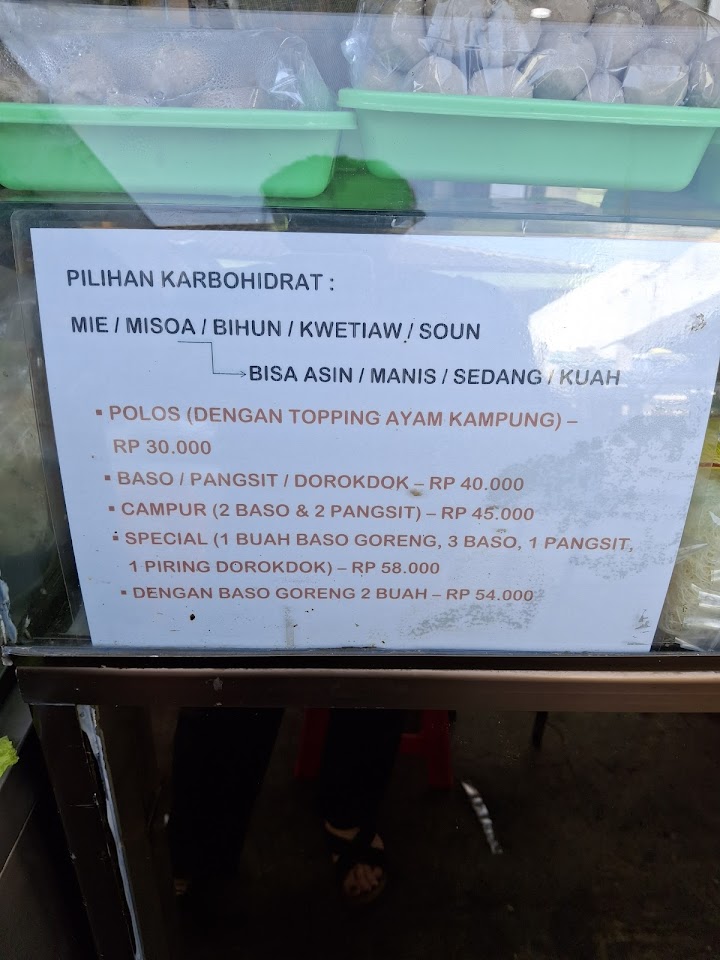 PILIHAN KARBOHIDRAT :
MIE / MISOA / BIHUN / KWETIAW / SOUN
BISA ASIN / MANIS / SEDANG / KUAH
▪ POLOS (DENGAN TOPPING AYAM KAMPUNG) –
RP 30.000
▪ BASO / PANGSIT / DOROKDOK – RP 40.000
▪ CAMPUR (2 BASO & 2 PANGSIT) – RP 45.000
▪ SPECIAL (1 BUAH BASO GORENG, 3 BASO, 1 PANGSIT,
1 PIRING DOROKDOK) – RP 58.000
▪ DENGAN BASO GORENG 2 BUAH – RP 54.000